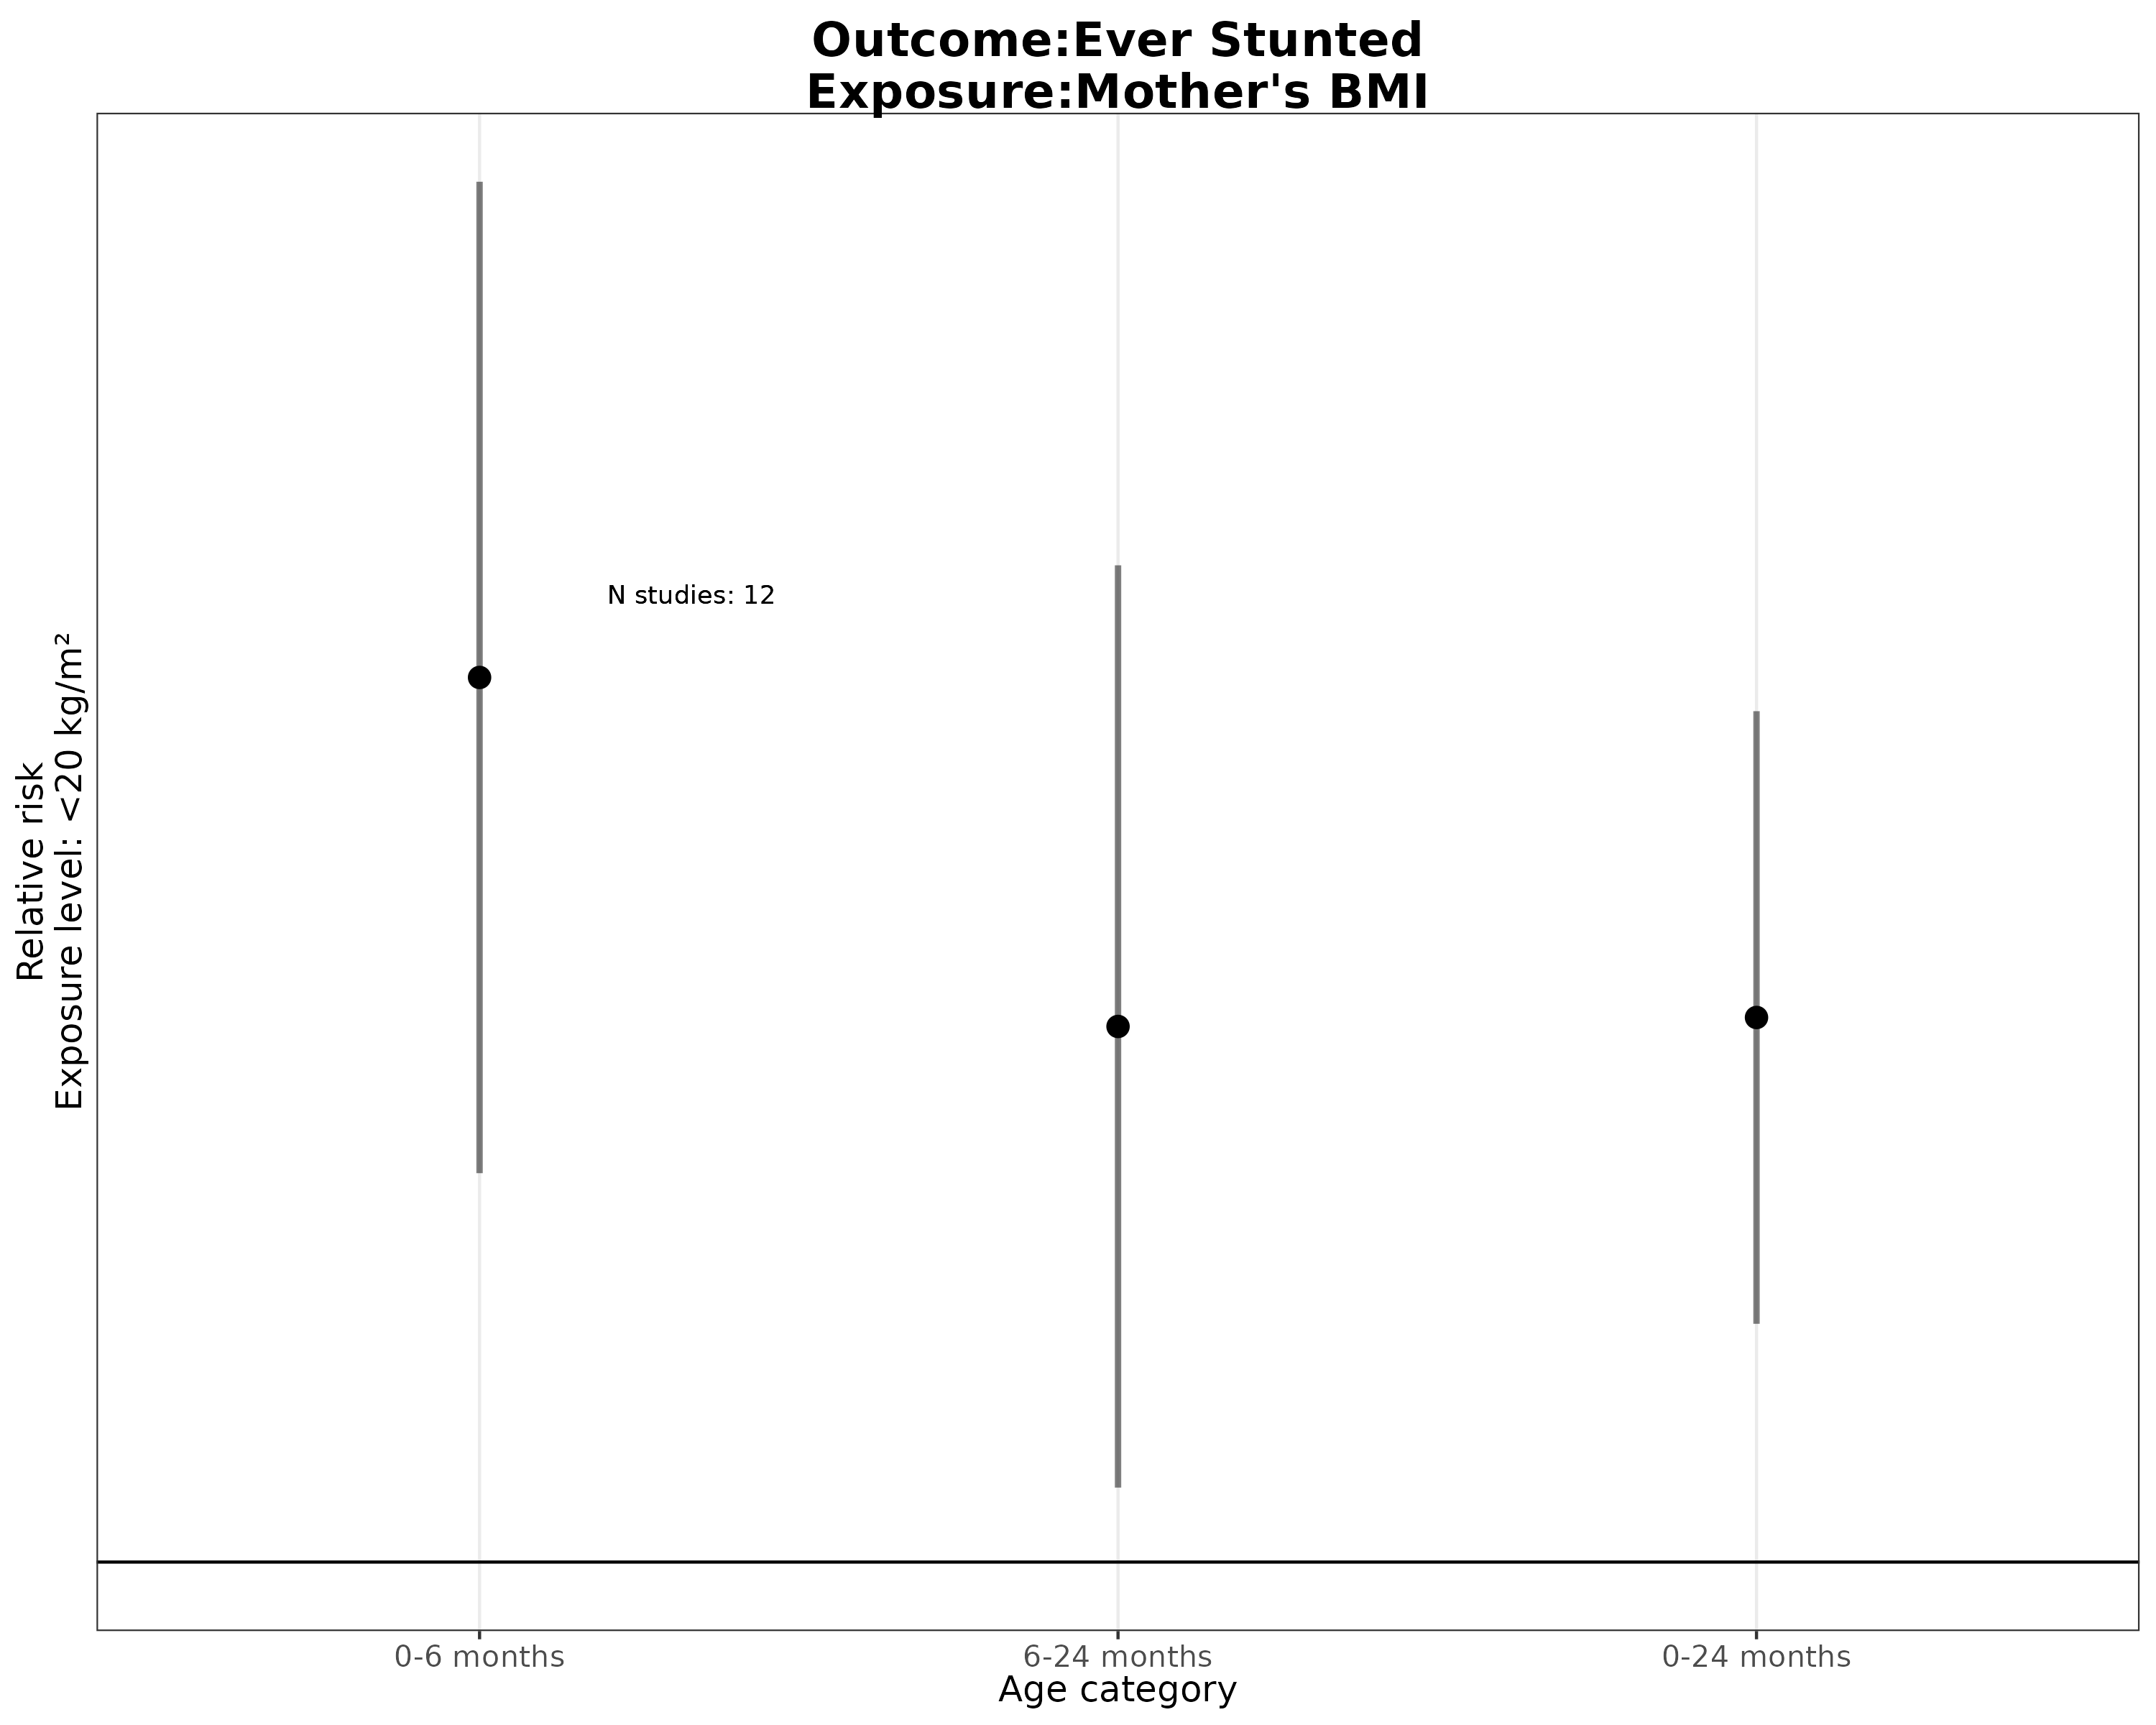 Outcome:Ever Stunted
Exposure:Mother's BMI
N studies: 12
Relative risk
Exposure level: <20 kg/m²
0-6 months
6-24 months
0-24 months
Age category